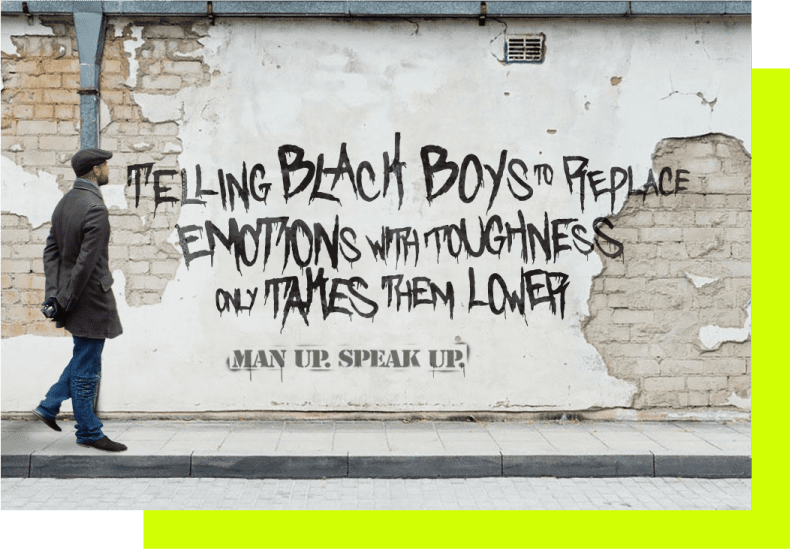 TELLING BLACK BOYS TO REPLACE
EMOTIONS WITH TOUGHNESS
ONLY TAKES THEM LOWER
MAN UP. SPEAK UP.